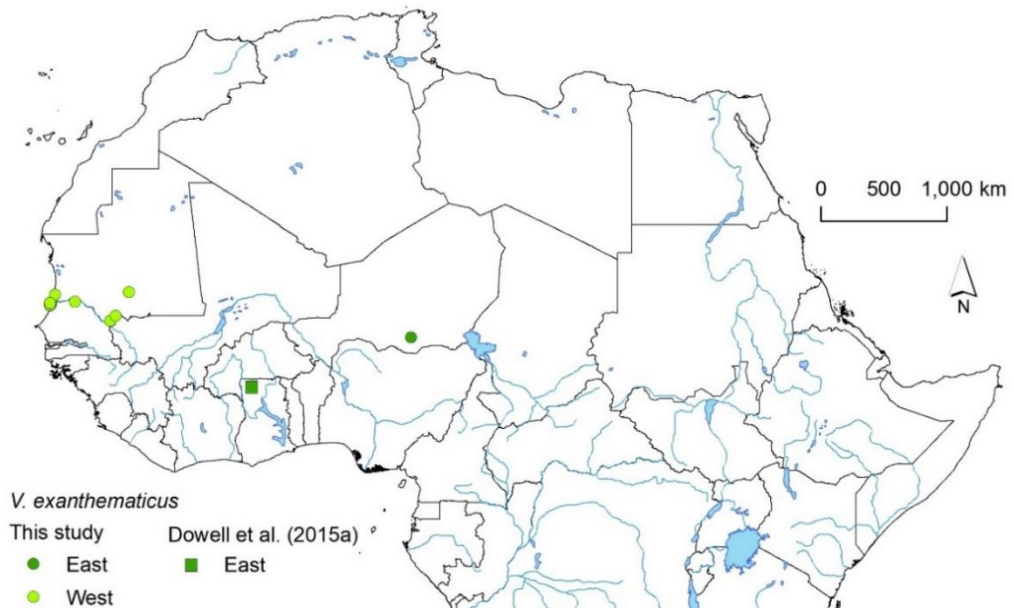 0 500 1,000 km
N
V. exanthematicus
This study Dowell et al. (2015a)
East East
West